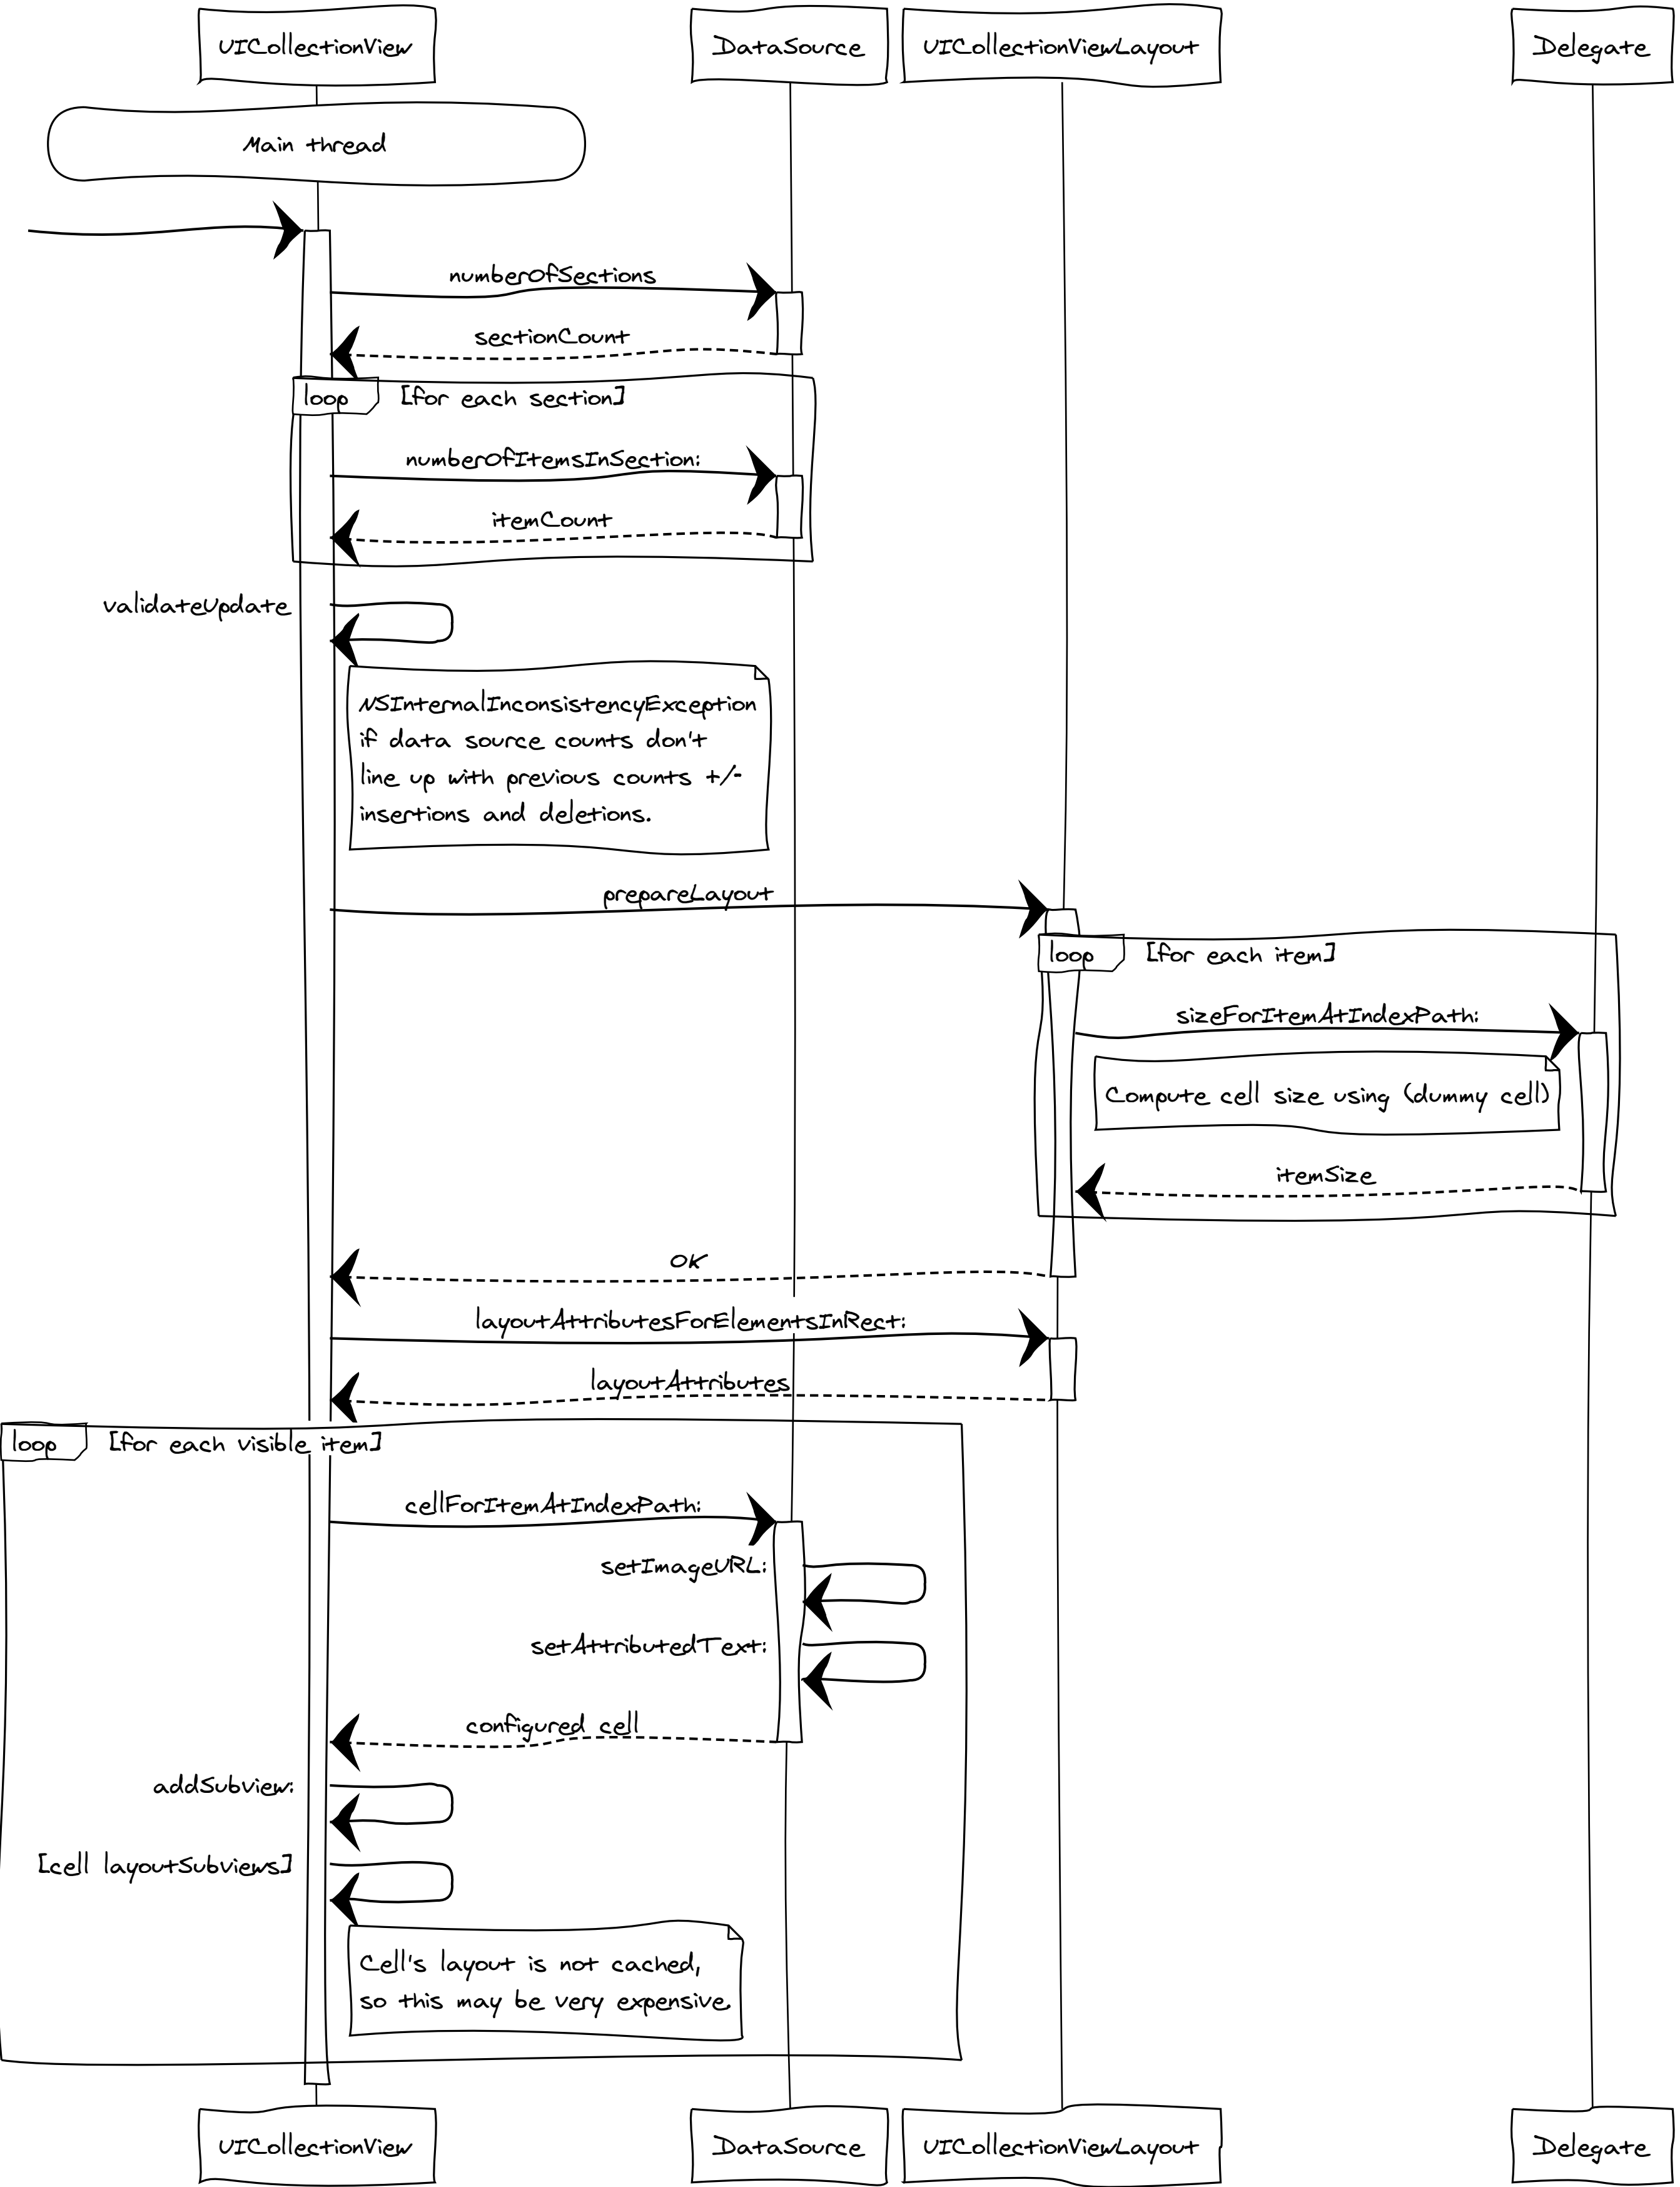 UICollectionView
DataSource
UICollectionViewLayout
Delegate
Main thread
numberOfSections
sectionCount
loop
[for each section]
numberOfItemsInSection:
itemCount
validateUpdate
NSInternalInconsistencyException
if data source counts don't
line up with previous counts +/-
insertions and deletions.
prepareLayout
loop
[for each item]
sizeForItemAtIndexPath:
Compute cell size using (dummy cell)
itemSize
OK
layoutAttributesForElementsInRect:
layoutAttributes
loop
[for each visible item]
cellForItemAtIndexPath:
setImageURL:
setAttributedText:
configured cell
addSubview:
[cell layoutSubviews]
Cell's layout is not cached,
so this may be very expensive.
UICollectionView
DataSource
UICollectionViewLayout
Delegate